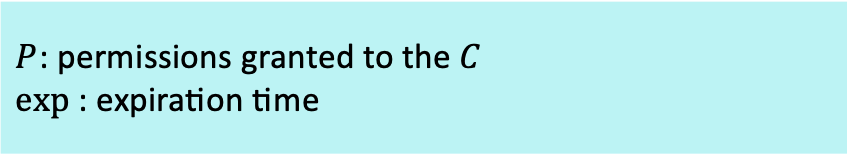 P: permissions granted to the C
exp : expiration time